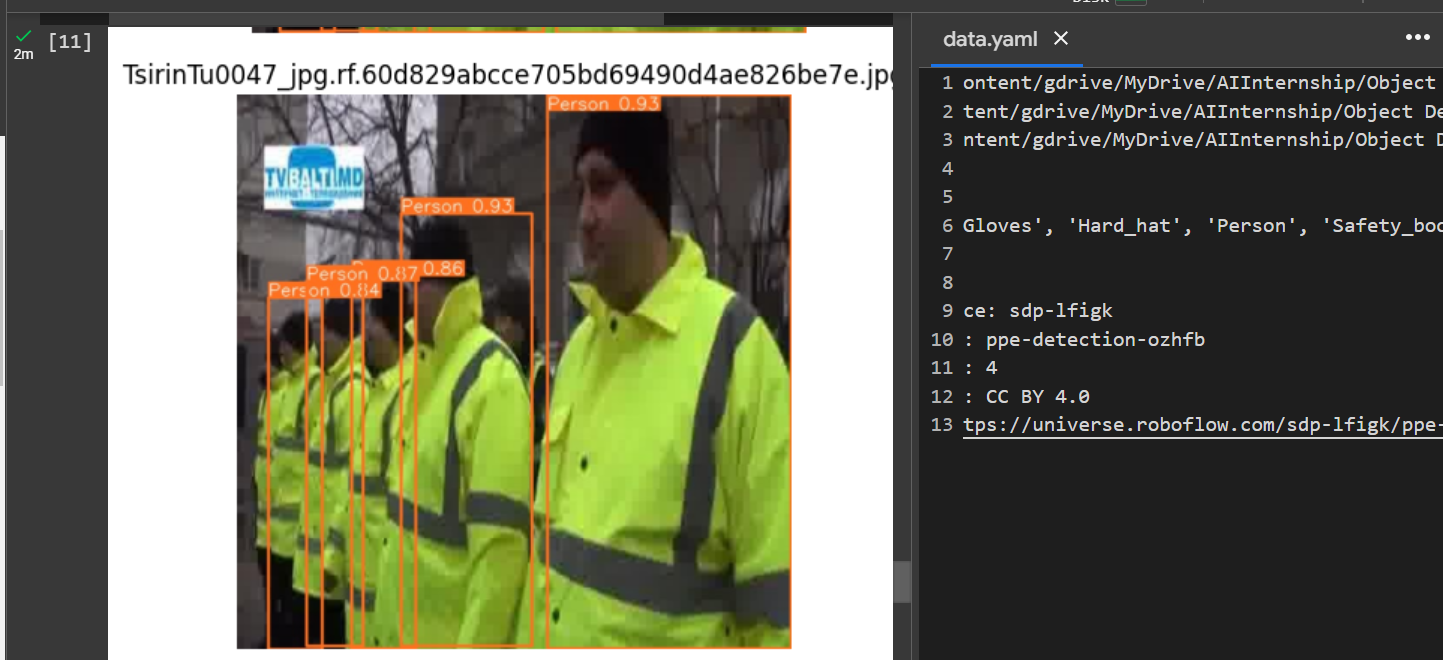 [11]
2m
TsirinTu0047_jpg.rf.60d829abcce705bd69490d4ae826be7e.jpg
Person 0.93
TVBALTI.MD
Person 0.93
0.86
Person 0.87
Person 0.84
data.yaml
1 ontent/gdrive/MyDrive/AIInternship/Object
2 tent/gdrive/MyDrive/AIInternship/Object De
3 ntent/gdrive/MyDrive/AIInternship/Object D
4
5
6 Gloves', 'Hard_hat', 'Person', 'Safety_boo
7
8
9 ce: sdp-lfigk
10 : ppe-detection-ozhfb
11 : 4
12 : CC BY 4.0
13 tps://universe.roboflow.com/sdp-lfigk/ppe-